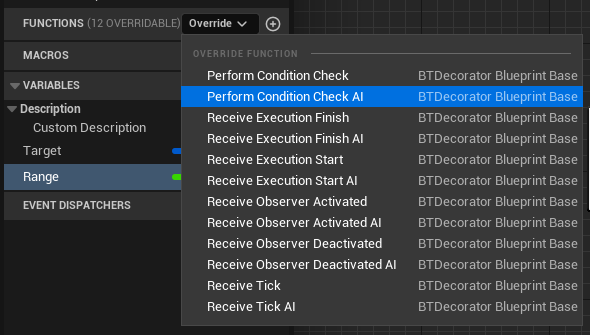 FUNCTIONS (12 OVERRIDABLE) Override
MACROS
VARIABLES
Description
Custom Description
Target
Range
EVENT DISPATCHERS
OVERRIDE FUNCTION
Perform Condition Check BTDecorator Blueprint Base
Perform Condition Check AI BTDecorator Blueprint Base
Receive Execution Finish BTDecorator Blueprint Base
Receive Execution Finish AI BTDecorator Blueprint Base
Receive Execution Start BTDecorator Blueprint Base
Receive Execution Start AI BTDecorator Blueprint Base
Receive Observer Activated BTDecorator Blueprint Base
Receive Observer Activated AI BTDecorator Blueprint Base
Receive Observer Deactivated BTDecorator Blueprint Base
Receive Observer Deactivated AI BTDecorator Blueprint Base
Receive Tick BTDecorator Blueprint Base
Receive Tick AI BTDecorator Blueprint Base